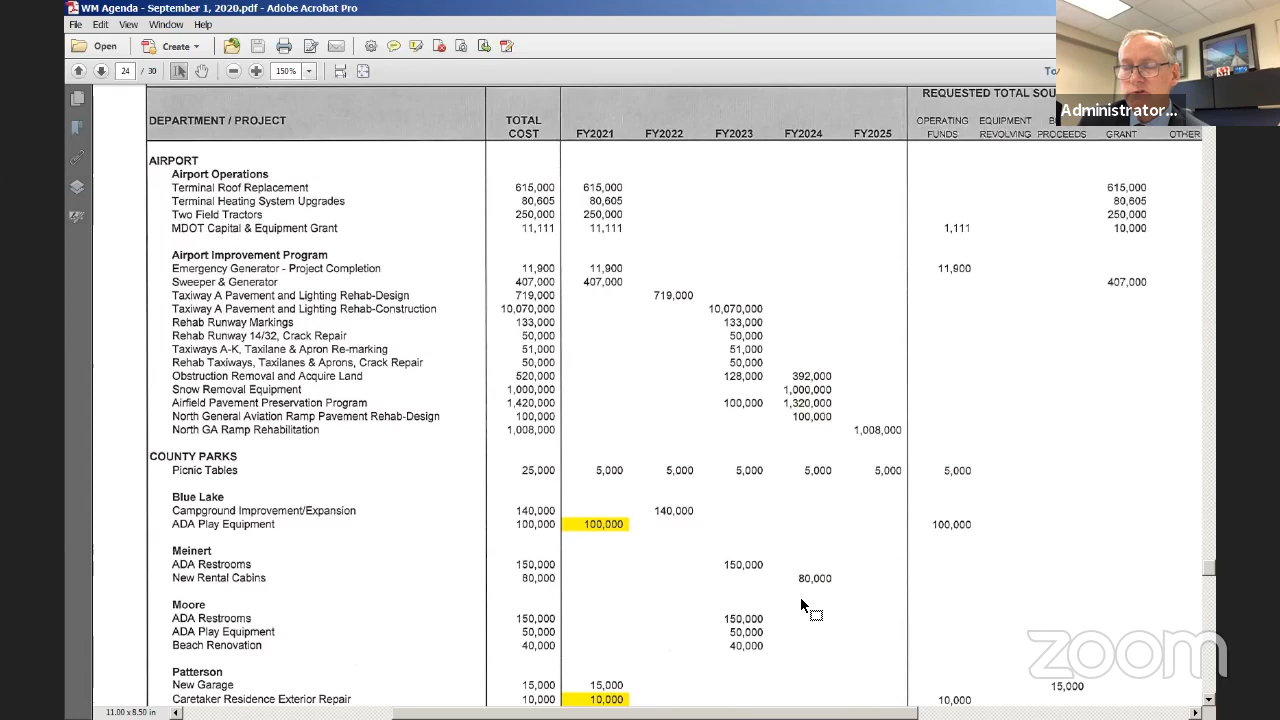 WM Agenda - September 1, 2020.pdf - Adobe Acrobat Pro
File Edit View Window Help
Open Create
24 / 30 150% To
REQUESTED TOTAL SOU
DEPARTMENT / PROJECT TOTAL COST FY2021 FY2022 FY2023 FY2024 FY2025 OPERATING FUNDS EQUIPMENT REVOLVING PROCEEDS GRANT OTHER
AIRPORT
Airport Operations
Terminal Roof Replacement 615,000 615,000 615,000
Terminal Heating System Upgrades 80,605 80,605 80,605
Two Field Tractors 250,000 250,000 250,000
MDOT Capital & Equipment Grant 11,111 11,111 1,111 10,000
Airport Improvement Program
Emergency Generator - Project Completion 11,900 11,900 11,900
Sweeper & Generator 407,000 407,000 407,000
Taxiway A Pavement and Lighting Rehab-Design 719,000 719,000
Taxiway A Pavement and Lighting Rehab-Construction 10,070,000 10,070,000
Rehab Runway Markings 133,000 133,000
Rehab Runway 14/32, Crack Repair 50,000 50,000
Taxiways A-K, Taxilane & Apron Re-marking 51,000 51,000
Rehab Taxiways, Taxilanes & Aprons, Crack Repair 50,000 50,000
Obstruction Removal and Acquire Land 520,000 128,000 392,000
Snow Removal Equipment 1,000,000 1,000,000
Airfield Pavement Preservation Program 1,420,000 100,000 1,320,000
North General Aviation Ramp Pavement Rehab-Design 100,000 100,000
North GA Ramp Rehabilitation 1,008,000 1,008,000
COUNTY PARKS
Picnic Tables 25,000 5,000 5,000 5,000 5,000 5,000 5,000
Blue Lake
Campground Improvement/Expansion 140,000 140,000
ADA Play Equipment 100,000 100,000 100,000
Meinert
ADA Restrooms 150,000 150,000
New Rental Cabins 80,000 80,000
Moore
ADA Restrooms 150,000 150,000
ADA Play Equipment 50,000 50,000
Beach Renovation 40,000 40,000
Patterson
New Garage 15,000 15,000 15,000
Caretaker Residence Exterior Repair 10,000 10,000 10,000
11.00 x 8.50 in
Administrator...
zoom